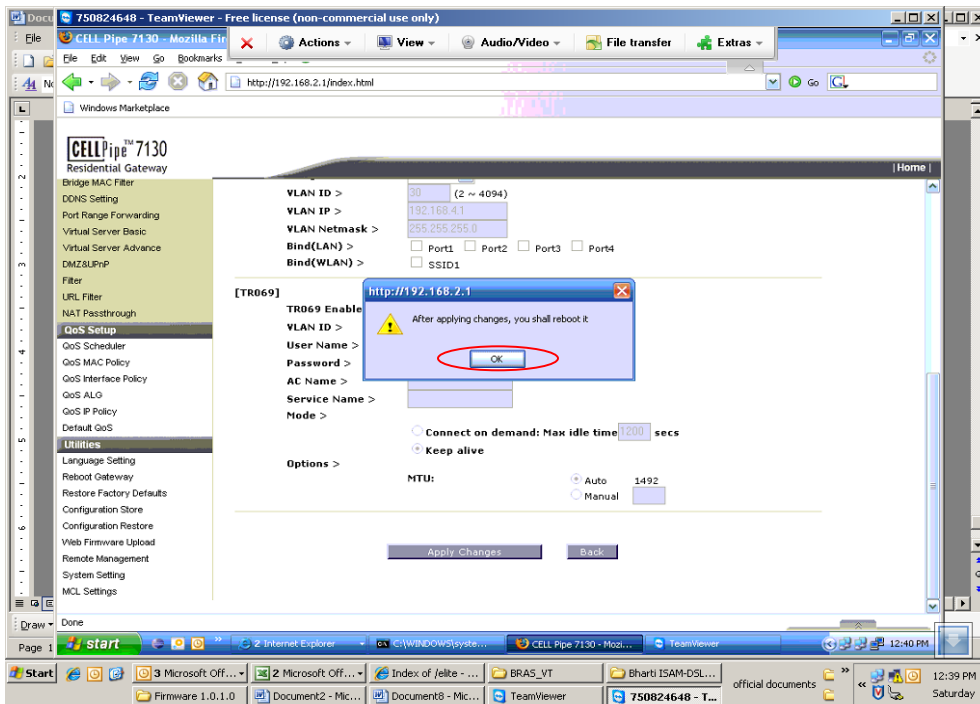 Docu
750824648 - TeamViewer - Free license (non-commercial use only)
File
CELL Pipe 7130 - Mozilla Fir
Actions
View
Audio/Video
File transfer
Extras
File Edit View Go Bookmarks
http://192.168.2.1/index.html
Go
Windows Marketplace
CELLPipe™ 7130
Residential Gateway
| Home |
Bridge MAC Filter
DDNS Setting
Port Range Forwarding
Virtual Server Basic
Virtual Server Advance
DMZ&UPnP
Filter
URL Filter
NAT Passthrough
QoS Setup
QoS Scheduler
QoS MAC Policy
QoS Interface Policy
QoS ALG
QoS IP Policy
Default QoS
Utilities
Language Setting
Reboot Gateway
Restore Factory Defaults
Configuration Store
Configuration Restore
Web Firmware Upload
Remote Management
System Setting
MCL Settings
VLAN ID > 30 (2 ~ 4094)
VLAN IP > 192.168.4.1
VLAN Netmask > 255.255.255.0
Bind(LAN) > Port1 Port2 Port3 Port4
Bind(WLAN) > SSID1
[TR069]
TR069 Enable
VLAN ID >
User Name >
Password >
AC Name >
Service Name >
Mode >
Connect on demand: Max idle time 1200 secs
Keep alive
Options >
MTU: Auto 1492
Manual
Apply Changes Back
http://192.168.2.1
After applying changes, you shall reboot it
OK
Done
Draw
Page 1
start
2 Internet Explorer
C:\WINDOWS\syste...
CELL Pipe 7130 - Mozi...
TeamViewer
12:40 PM
Start
3 Microsoft Off...
2 Microsoft Off...
Index of /elite - ...
BRAS_VT
Bharti ISAM-DSL...
official documents
12:39 PM
Firmware 1.0.1.0
Document2 - Mic...
Document8 - Mic...
TeamViewer
750824648 - T...
Saturday